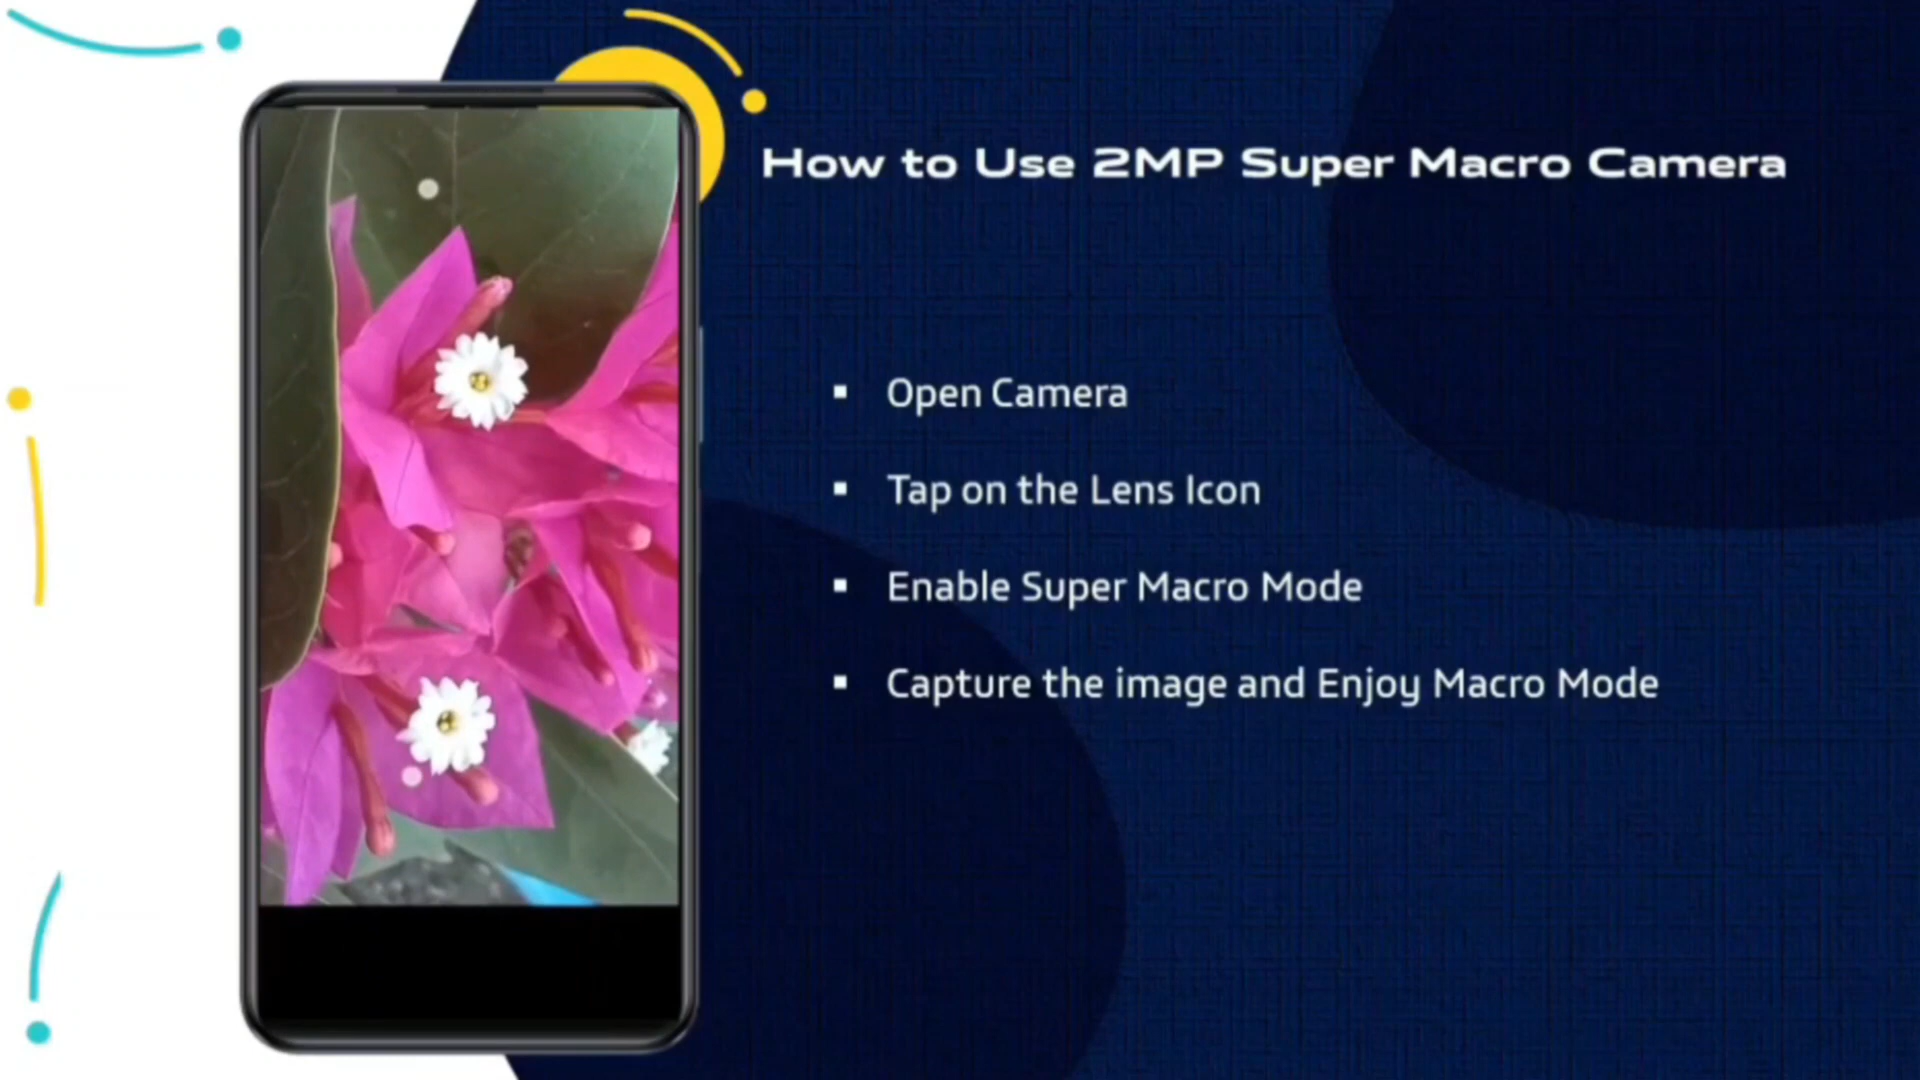 How to Use 2MP Super Macro Camera
▪ Open Camera
▪ Tap on the Lens Icon
▪ Enable Super Macro Mode
▪ Capture the image and Enjoy Macro Mode